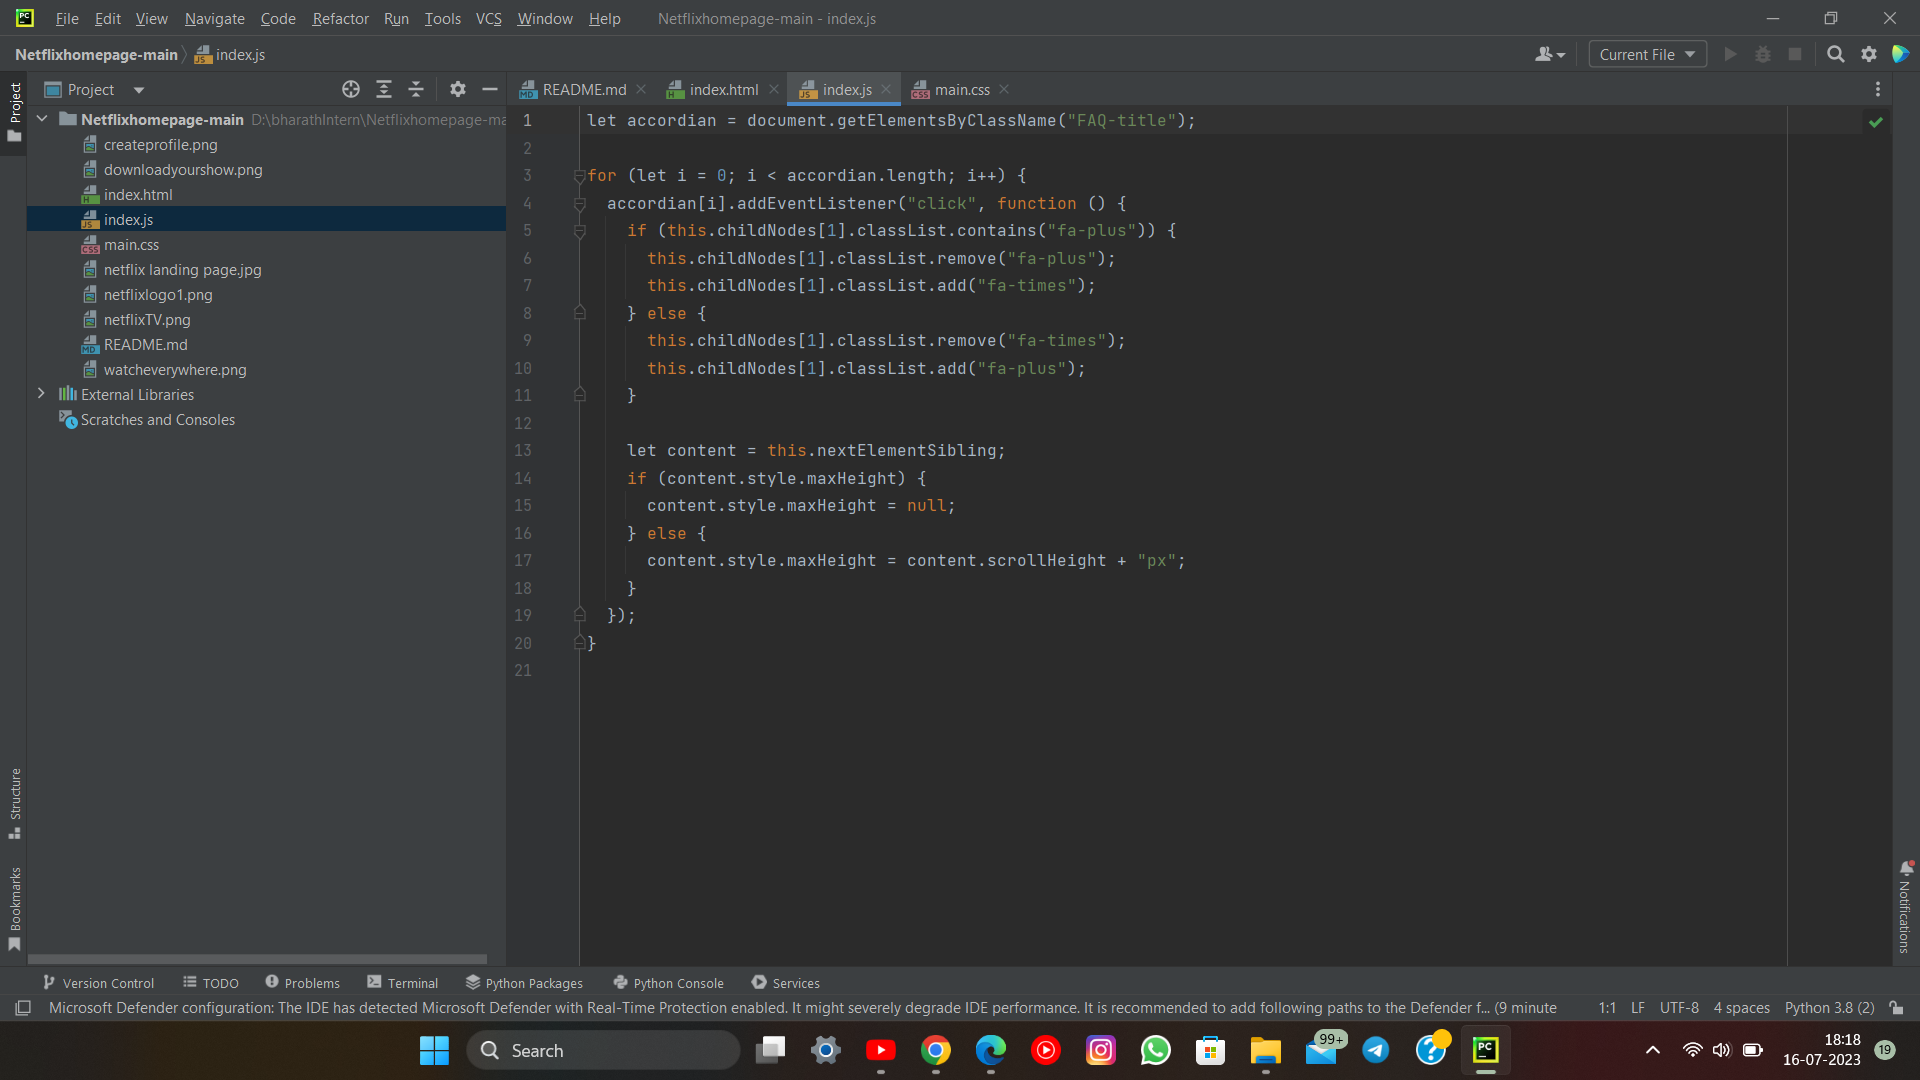 File Edit View Navigate Code Refactor Run Tools VCS Window Help Netflixhomepage-main - index.js
Netflixhomepage-main index.js Current File
Project README.md index.html index.js main.css
Project
Netflixhomepage-main D:\bharathIntern\Netflixhomepage-ma
createprofile.png
downloadyourshow.png
index.html
index.js
main.css
netflix landing page.jpg
netflixlogo1.png
netflixTV.png
README.md
watcheverywhere.png
External Libraries
Scratches and Consoles
1 let accordian = document.getElementsByClassName("FAQ-title");
2
3 for (let i = 0; i < accordian.length; i++) {
4 accordian[i].addEventListener("click", function () {
5 if (this.childNodes[1].classList.contains("fa-plus")) {
6 this.childNodes[1].classList.remove("fa-plus");
7 this.childNodes[1].classList.add("fa-times");
8 } else {
9 this.childNodes[1].classList.remove("fa-times");
10 this.childNodes[1].classList.add("fa-plus");
11 }
12
13 let content = this.nextElementSibling;
14 if (content.style.maxHeight) {
15 content.style.maxHeight = null;
16 } else {
17 content.style.maxHeight = content.scrollHeight + "px";
18 }
19 });
20 }
21
Structure
Bookmarks
Notifications
Version Control TODO Problems Terminal Python Packages Python Console Services
Microsoft Defender configuration: The IDE has detected Microsoft Defender with Real-Time Protection enabled. It might severely degrade IDE performance. It is recommended to add following paths to the Defender f... (9 minute 1:1 LF UTF-8 4 spaces Python 3.8 (2)
Search 99+ PC 18:18
16-07-2023 19